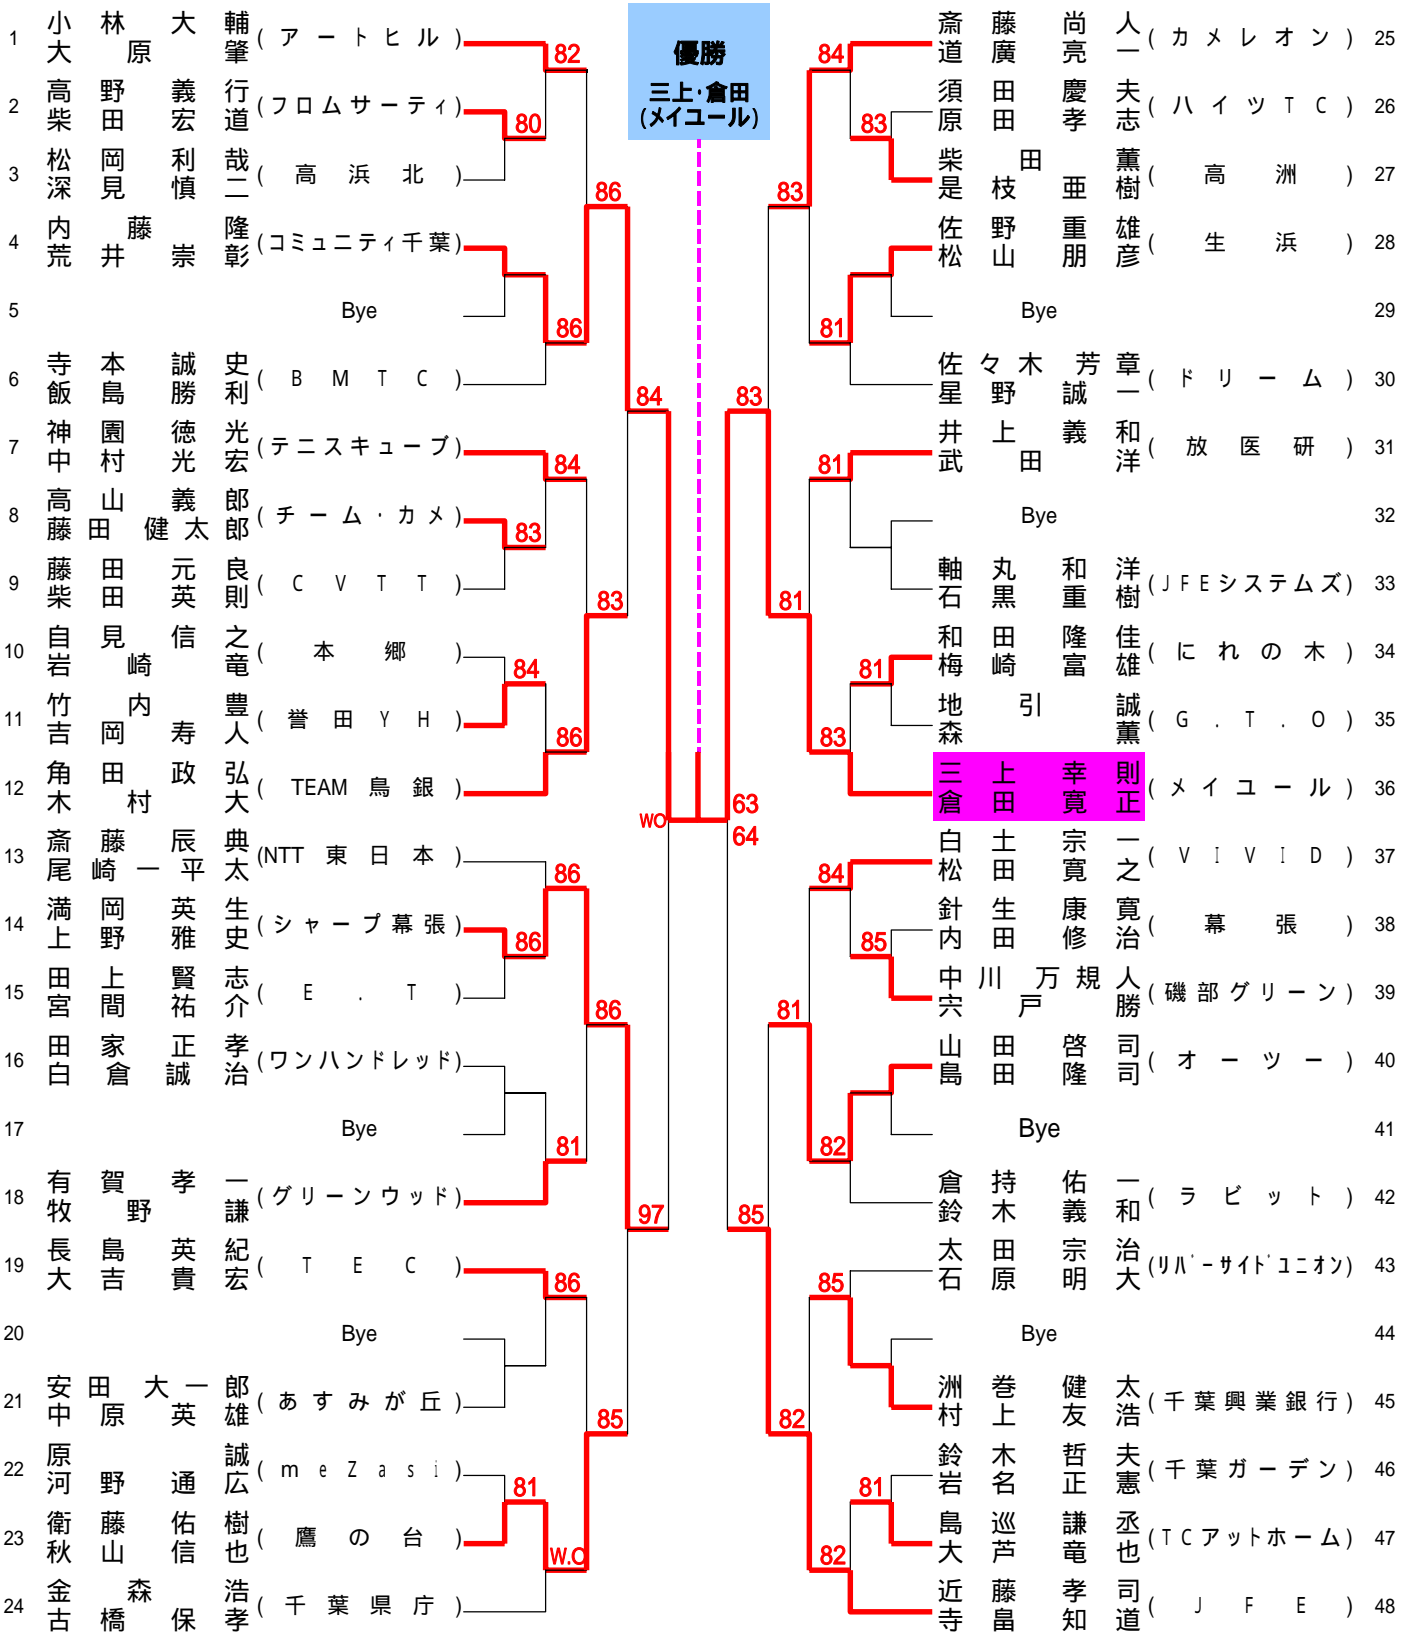 優勝
三上・倉田
(メイユール)
1 小林大輔 (アートヒル)
大原肇
82
2 高野義行 (フロムサーティ)
柴田宏道
80
3 松岡利哉 (高浜北)
深見慎二
86
4 内藤隆 (コミュニティ千葉)
荒井崇彰
5 Bye
86
6 寺本誠史 (BMTC)
飯島勝利
84
7 神園徳光 (テニスキューブ)
中村光宏
84
8 高山義郎 (チーム・カメ)
藤田健太郎
83
9 藤田元良 (CVTT)
柴田英則
83
10 自見信之 (本郷)
岩崎竜
84
11 竹内豊 (誉田YH)
吉岡寿人
86
12 角田政弘 (TEAM 鳥銀)
木村大
WO
13 斎藤辰典 (NTT 東日本)
尾崎一平太
86
14 満岡英生 (シャープ幕張)
上野雅史
86
15 田上賢志 (E.T)
宮間祐介
86
16 田家正孝 (ワンハンドレッド)
白倉誠治
17 Bye
81
18 有賀孝一 (グリーンウッド)
牧野謙
97
19 長島英紀 (TEC)
大吉貴宏
86
20 Bye
21 安田大一郎 (あすみが丘)
中原英雄
85
22 原誠 (meZasi)
河野通広
81
23 衛藤佑樹 (鷹の台)
秋山信也
W.O
24 金森浩 (千葉県庁)
古橋保孝
斎藤尚人 (カメレオン) 25
道廣亮一
84
須田慶夫 (ハイツTC) 26
原田孝志
83
柴田薫 (高洲) 27
是枝亜樹
83
佐野重雄 (生浜) 28
松山朋彦
Bye 29
81
佐々木芳章 (ドリーム) 30
星野誠一
83
井上義和 (放医研) 31
武田洋
81
Bye 32
軸丸和洋 (JFEシステムズ) 33
石黒重樹
81
和田隆佳 (にれの木) 34
梅崎富雄
81
地引誠 (G.T.O) 35
森薫
83
三上幸則 (メイユール) 36
倉田寛正
63
64
白土宗一 (VIVID) 37
松田寛之
84
針生康寛 (幕張) 38
内田修治
85
中川万規人 (磯部グリーン) 39
宍戸勝
81
山田啓司 (オーツー) 40
島田隆司
Bye 41
82
倉持佑一 (ラビット) 42
鈴木義和
85
太田宗治 (リバーサイドユニオン) 43
石原明大
85
Bye 44
洲巻健太 (千葉興業銀行) 45
村上友浩
82
鈴木哲夫 (千葉ガーデン) 46
岩名正憲
81
島巡謙丞 (TCアットホーム) 47
大芦竜也
82
近藤孝司 (JFE) 48
寺畠知道